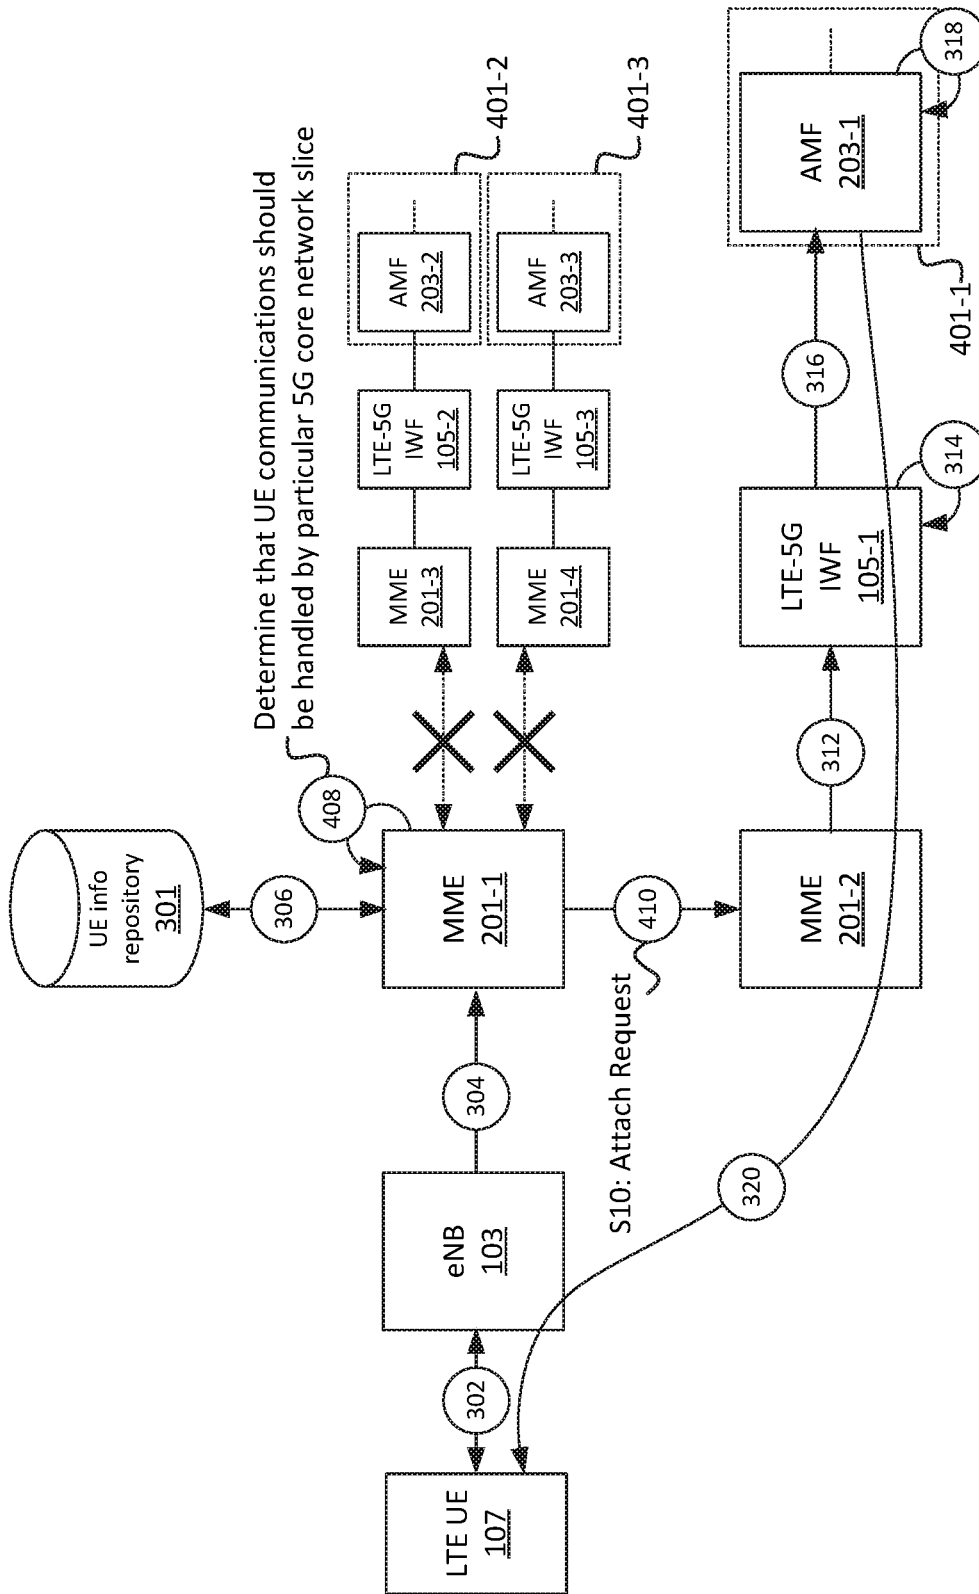 UE info
repository
301
306
Determine that UE communications should
be handled by particular 5G core network slice
408
LTE UE
107
302
eNB
103
304
MME
201-1
MME
201-3
LTE-5G
IWF
105-2
AMF
203-2
401-2
MME
201-4
LTE-5G
IWF
105-3
AMF
203-3
401-3
S10: Attach Request
410
320
MME
201-2
312
LTE-5G
IWF
105-1
314
316
AMF
203-1
318
401-1